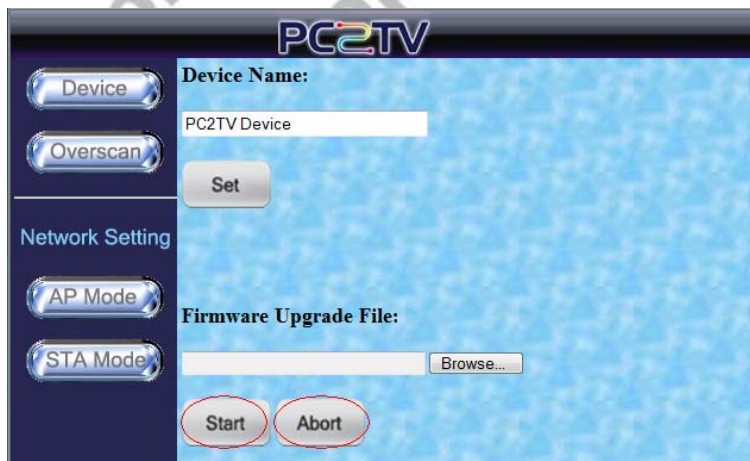 PC2TV
Device
Overscan
Network Setting
AP Mode
STA Mode
Device Name:
PC2TV Device
Set
Firmware Upgrade File:
Browse...
Start
Abort